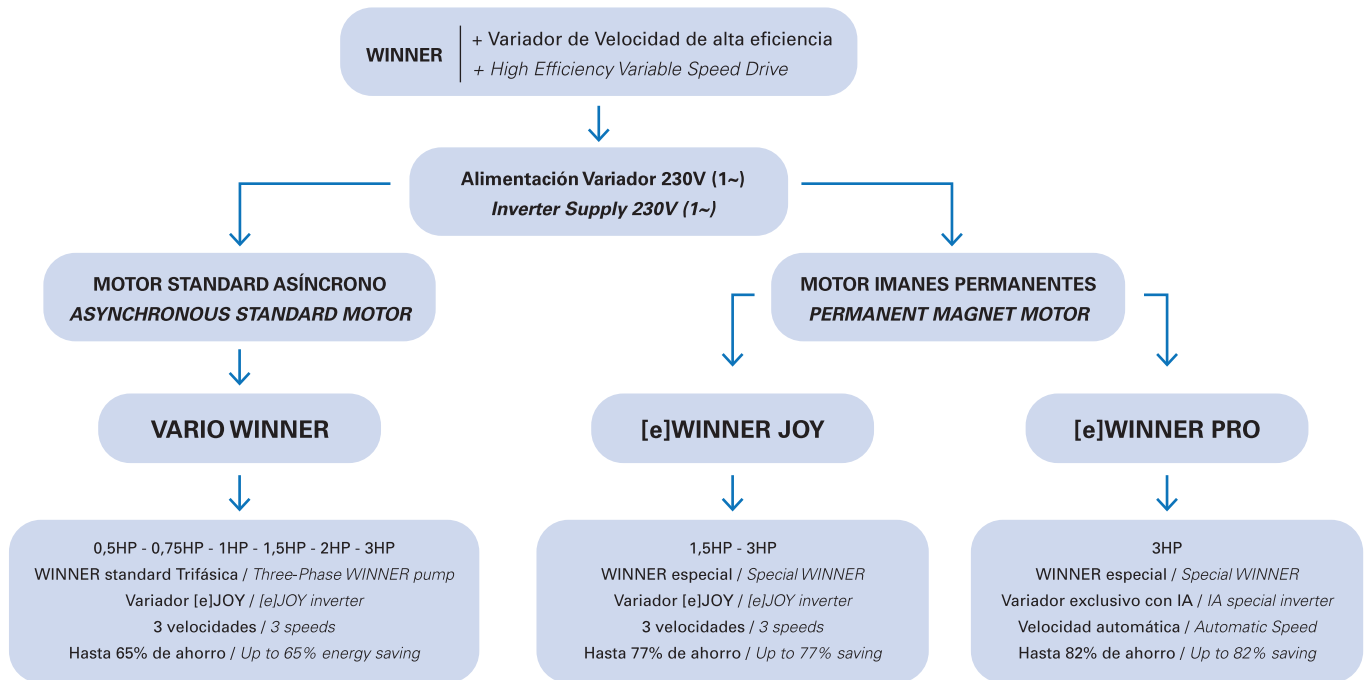 WINNER
+ Variador de Velocidad de alta eficiencia
+ High Efficiency Variable Speed Drive
Alimentación Variador 230V (1~)
Inverter Supply 230V (1~)
MOTOR STANDARD ASÍNCRONO
ASYNCHRONOUS STANDARD MOTOR
MOTOR IMANES PERMANENTES
PERMANENT MAGNET MOTOR
VARIO WINNER
[e]WINNER JOY
[e]WINNER PRO
0,5HP - 0,75HP - 1HP - 1,5HP - 2HP - 3HP
WINNER standard Trifásica / Three-Phase WINNER pump
Variador [e]JOY / [e]JOY inverter
3 velocidades / 3 speeds
Hasta 65% de ahorro / Up to 65% energy saving
1,5HP - 3HP
WINNER especial / Special WINNER
Variador [e]JOY / [e]JOY inverter
3 velocidades / 3 speeds
Hasta 77% de ahorro / Up to 77% saving
3HP
WINNER especial / Special WINNER
Variador exclusivo con IA / IA special inverter
Velocidad automática / Automatic Speed
Hasta 82% de ahorro / Up to 82% saving